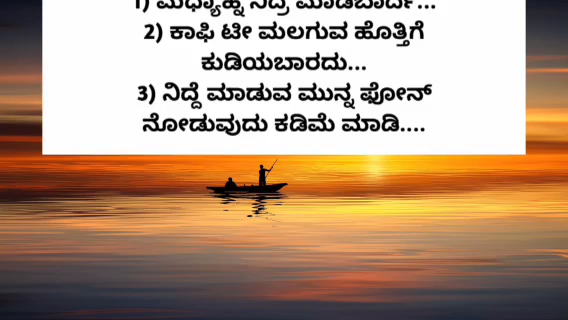 2) ಕಾಫಿ ಟೀ ಮಲಗುವ ಹೊತ್ತಿಗೆ
ಕುಡಿಯಬಾರದು...
3) ನಿದ್ದೆ ಮಾಡುವ ಮುನ್ನ ಫೋನ್
ನೋಡುವುದು ಕಡಿಮೆ ಮಾಡಿ....